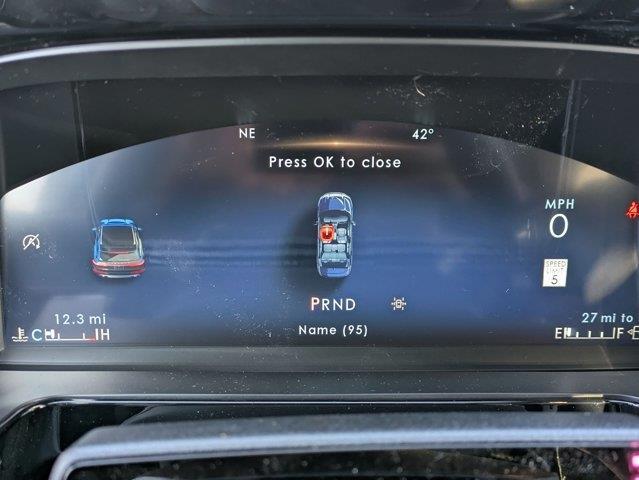 NE 42°
Press OK to close
MPH
0
SPEED
LIMIT
5
PRND
12.3 mi
27 mi to
C H
Name (95)
E F